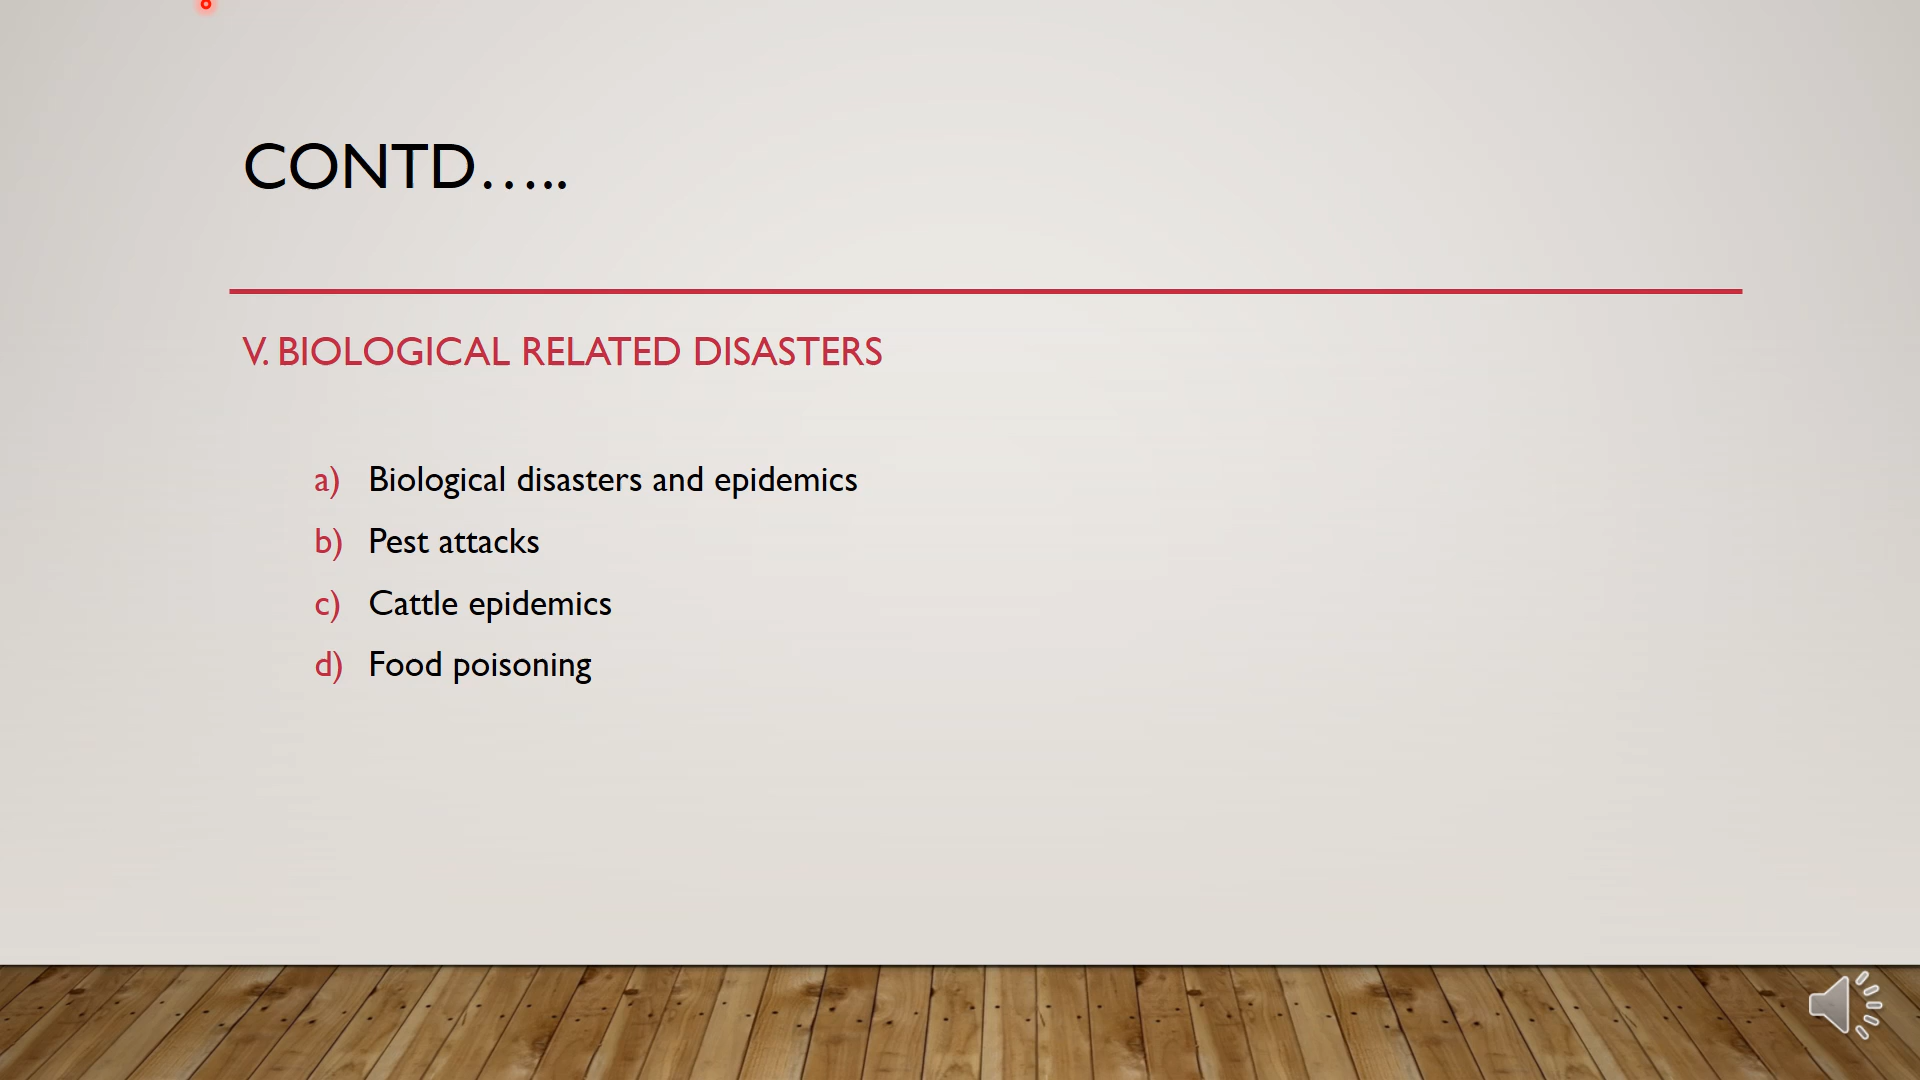 CONTD.....
V. BIOLOGICAL RELATED DISASTERS
a) Biological disasters and epidemics
b) Pest attacks
c) Cattle epidemics
d) Food poisoning